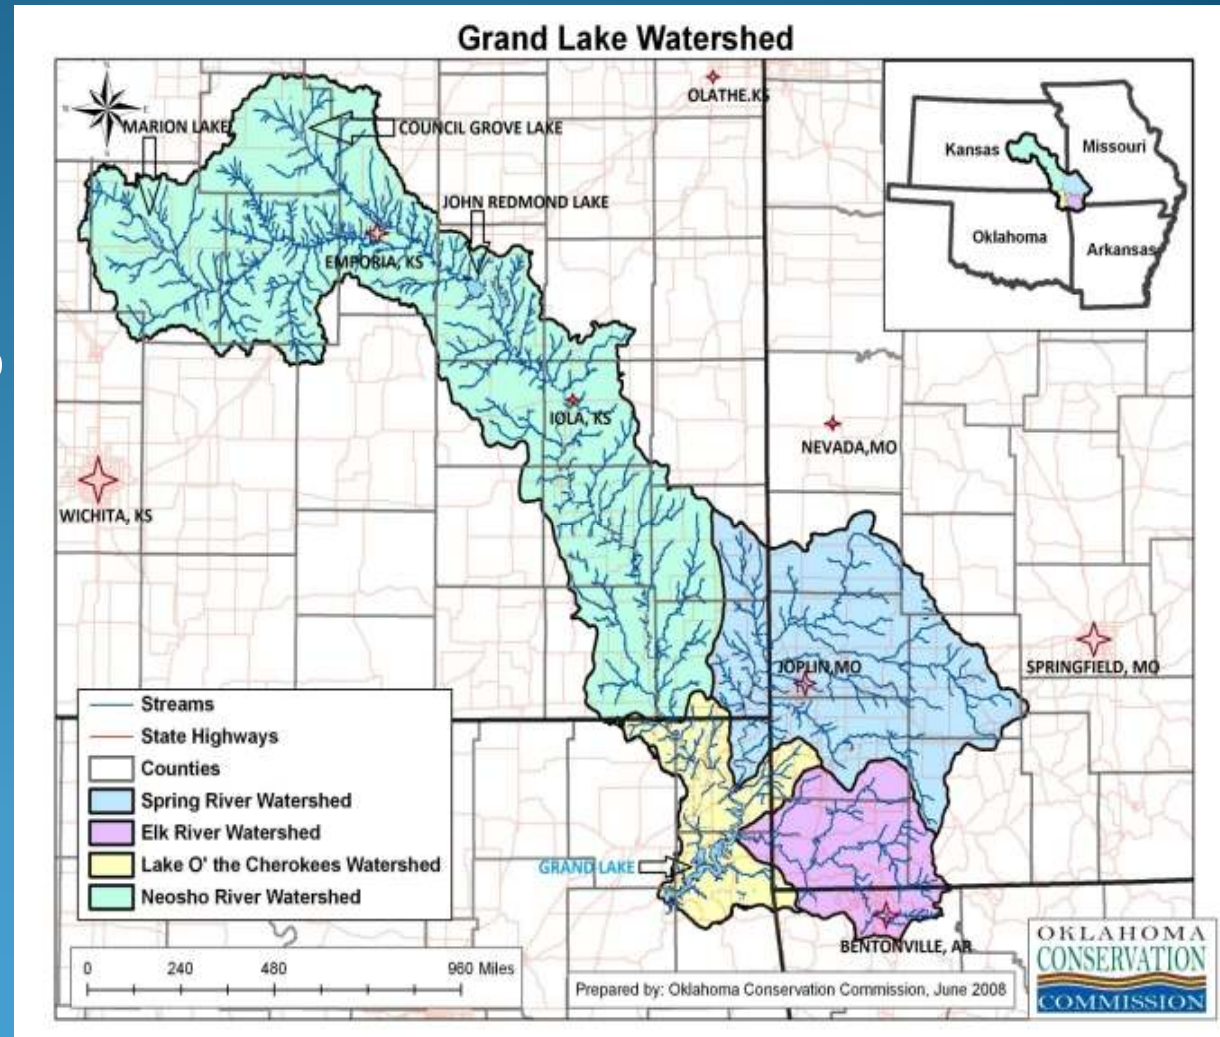 Grand Lake Watershed
OLATHE.KS
MARION LAKE
COUNCIL GROVE LAKE
JOHN REDMOND LAKE
EMPORIA, KS
IOLA, KS
NEVADA,MO
WICHITA, KS
JOPLIN,MO
SPRINGFIELD, MO
GRAND LAKE
BENTONVILLE, AR
Kansas
Missouri
Oklahoma
Arkansas
Streams
State Highways
Counties
Spring River Watershed
Elk River Watershed
Lake O' the Cherokees Watershed
Neosho River Watershed
0 240 480 960 Miles
Prepared by: Oklahoma Conservation Commission, June 2008
OKLAHOMA
CONSERVATION
COMMISSION